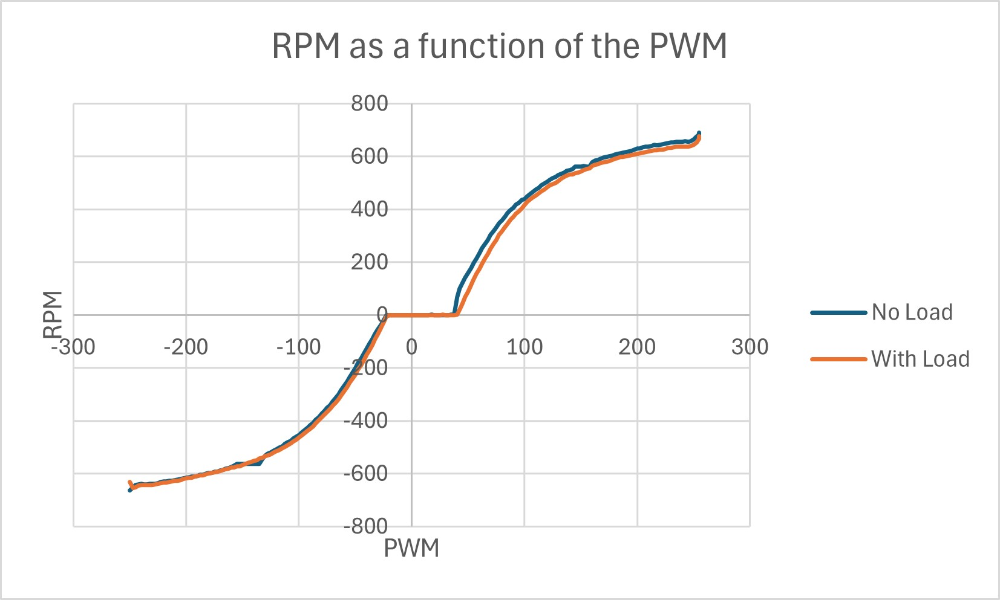 RPM as a function of the PWM
800
600
400
200
0
-200
-400
-600
-800
-300 -200 -100 0 100 200 300
RPM
PWM
No Load
With Load